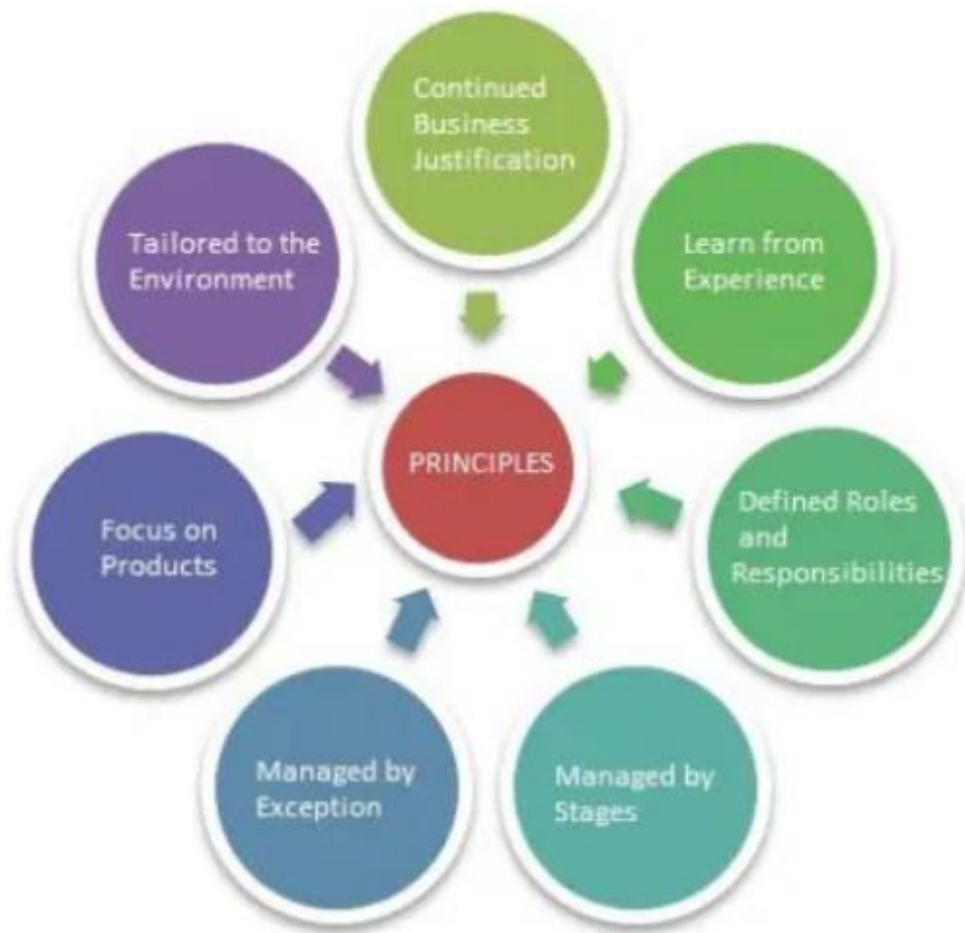 Continued
Business
Justification
Learn from
Experience
Defined Roles
and
Responsibilities
Managed by
Stages
Managed by
Exception
Focus on
Products
Tailored to the
Environment
PRINCIPLES